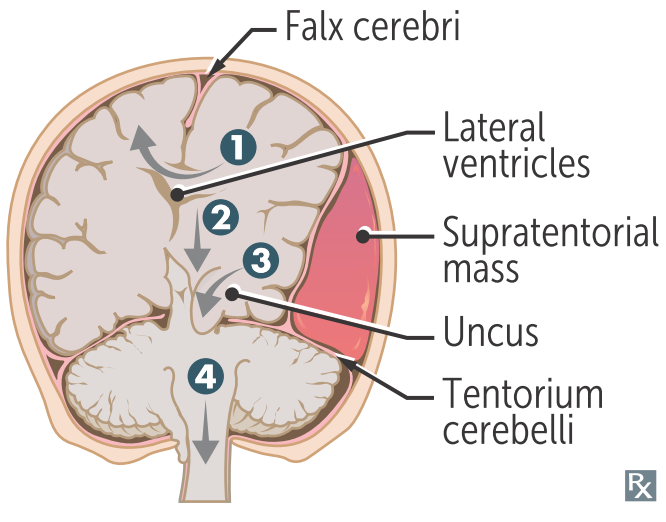 Falx cerebri
1
Lateral
ventricles
2
Supratentorial
mass
3
Uncus
4
Tentorium
cerebelli
Rx